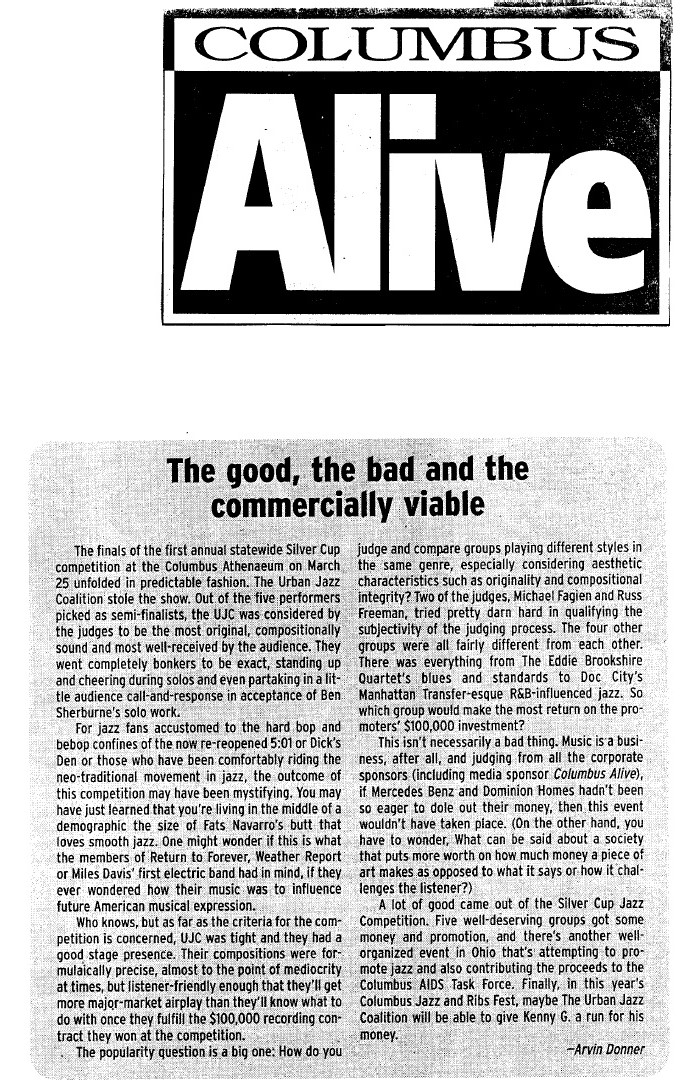 COLUMBUS
Alive
The good, the bad and the
commercially viable
The finals of the first annual statewide Silver Cup
competition at the Columbus Athenaeum on March
25 unfolded in predictable fashion. The Urban Jazz
Coalition stole the show. Out of the five performers
picked as semi-finalists, the UJC was considered by
the judges to be the most original, compositionally
sound and most well-received by the audience. They
went completely bonkers to be exact, standing up
and cheering during solos and even partaking in a lit-
tle audience call-and-response in acceptance of Ben
Sherburne's solo work.
For jazz fans accustomed to the hard bop and
bebop confines of the now re-reopened 5:01 or Dick's
Den or those who have been comfortably riding the
neo-traditional movement in jazz, the outcome of
this competition may have been mystifying. You may
have just learned that you're living in the middle of a
demographic the size of Fats Navarro's butt that
loves smooth jazz. One might wonder if this is what
the members of Return to Forever, Weather Report
or Miles Davis' first electric band had in mind, if they
ever wondered how their music was to influence
future American musical expression.
Who knows, but as far as the criteria for the com-
petition is concerned, UJC was tight and they had a
good stage presence. Their compositions were for-
mulaically precise, almost to the point of mediocrity
at times, but listener-friendly enough that they'll get
more major-market airplay than they'll know what to
do with once they fulfill the $100,000 recording con-
tract they won at the competition.
The popularity question is a big one: How do you
judge and compare groups playing different styles in
the same genre, especially considering aesthetic
characteristics such as originality and compositional
integrity? Two of the judges, Michael Fagien and Russ
Freeman, tried pretty darn hard in qualifying the
subjectivity of the judging process. The four other
groups were all fairly different from each other.
There was everything from The Eddie Brookshire
Quartet's blues and standards to Doc City's
Manhattan Transfer-esque R&B-influenced jazz. So
which group would make the most return on the pro-
moters' $100,000 investment?
This isn't necessarily a bad thing. Music is a busi-
ness, after all, and judging from all the corporate
sponsors (including media sponsor Columbus Alive),
if Mercedes Benz and Dominion Homes hadn't been
so eager to dole out their money, then this event
wouldn't have taken place. (On the other hand, you
have to wonder, What can be said about a society
that puts more worth on how much money a piece of
art makes as opposed to what it says or how it chal-
lenges the listener?)
A lot of good came out of the Silver Cup Jazz
Competition. Five well-deserving groups got some
money and promotion, and there's another well-
organized event in Ohio that's attempting to pro-
mote jazz and also contributing the proceeds to the
Columbus AIDS Task Force. Finally, in this year's
Columbus Jazz and Ribs Fest, maybe The Urban Jazz
Coalition will be able to give Kenny G. a run for his
money.
–Arvin Donner